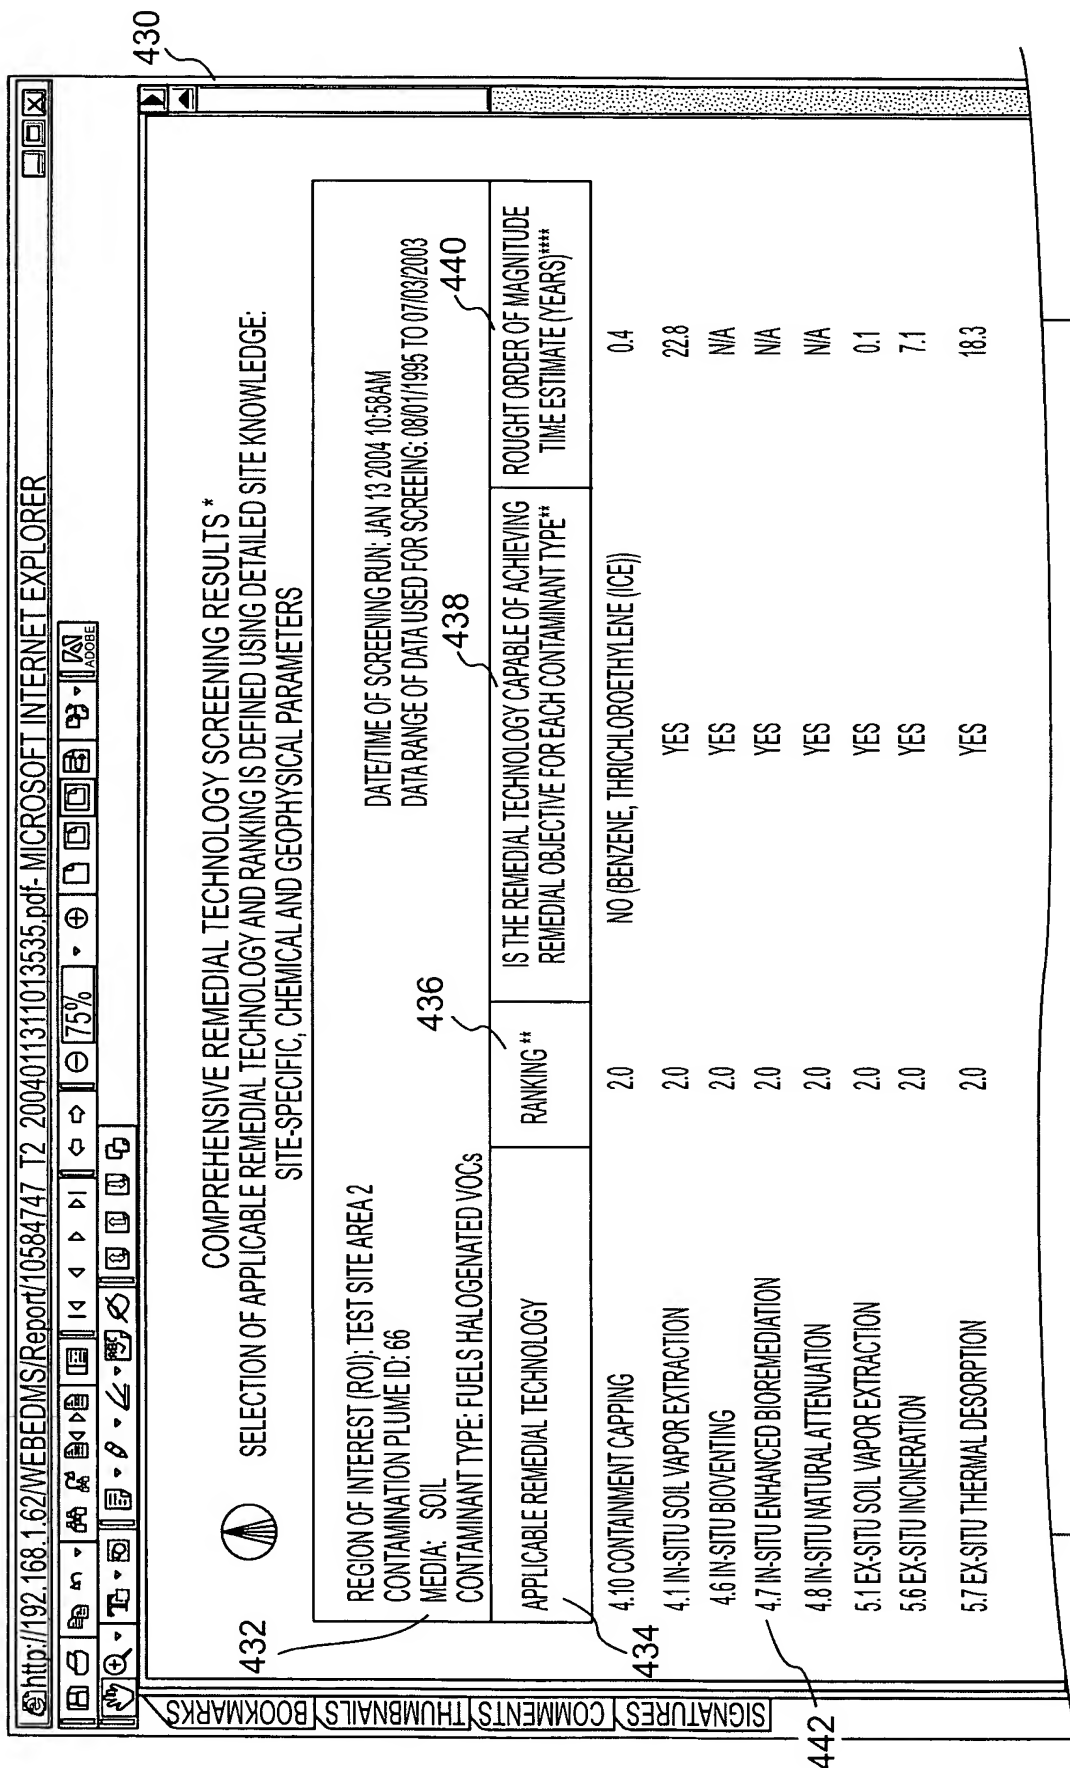 http://192.168.1.62/WEBEDMS/Report/10584747_T2_2004011311013535.pdf- MICROSOFT INTERNET EXPLORER
75%
ADOBE
430
SIGNATURES
COMMENTS
THUMBNAILS
BOOKMARKS
COMPREHENSIVE REMEDIAL TECHNOLOGY SCREENING RESULTS *
SELECTION OF APPLICABLE REMEDIAL TECHNOLOGY AND RANKING IS DEFINED USING DETAILED SITE KNOWLEDGE:
SITE-SPECIFIC, CHEMICAL AND GEOPHYSICAL PARAMETERS
432
REGION OF INTEREST (ROI): TEST SITE AREA 2
CONTAMINATION PLUME ID: 66
MEDIA: SOIL
CONTAMINANT TYPE: FUELS HALOGENATED VOCs
DATE/TIME OF SCREENING RUN: JAN 13 2004 10:58AM
DATA RANGE OF DATA USED FOR SCREEING: 08/01/1995 TO 07/03/2003
434
436
438
440
APPLICABLE REMEDIAL TECHNOLOGY
RANKING **
IS THE REMEDIAL TECHNOLOGY CAPABLE OF ACHIEVING
REMEDIAL OBJECTIVE FOR EACH CONTAMINANT TYPE**
ROUGHT ORDER OF MAGNITUDE
TIME ESTIMATE (YEARS)****
4.10 CONTAINMENT CAPPING 2.0 NO (BENZENE, THRICHLOROETHYLENE (ICE)) 0.4
4.1 IN-SITU SOIL VAPOR EXTRACTION 2.0 YES 22.8
4.6 IN-SITU BIOVENTING 2.0 YES N/A
4.7 IN-SITU ENHANCED BIOREMEDIATION 2.0 YES N/A
4.8 IN-SITU NATURAL ATTENUATION 2.0 YES N/A
5.1 EX-SITU SOIL VAPOR EXTRACTION 2.0 YES 0.1
5.6 EX-SITU INCINERATION 2.0 YES 7.1
5.7 EX-SITU THERMAL DESORPTION 2.0 YES 18.3
442